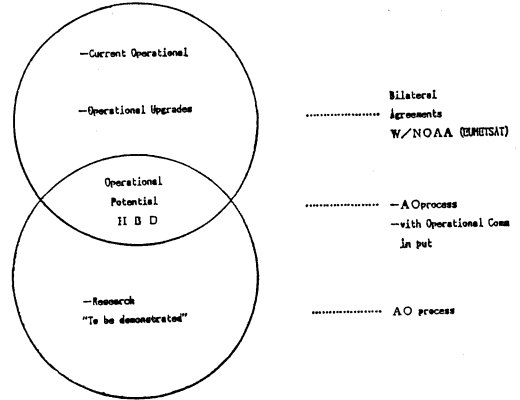 —Current Operational
—Operational Upgrades
Bilateral
Agreements
W/NOAA (EUMETSAT)
Operational
Potential
H B D
—AOprocess
—with Operational Comm
in put
—Research
"To be demonstrated"
AO process